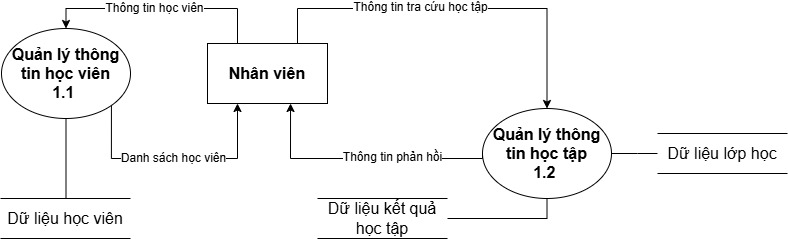 Thông tin học viên
Thông tin tra cứu học tập
Quản lý thông
tin học viên
1.1
Nhân viên
Quản lý thông
tin học tập
1.2
Danh sách học viên
Thông tin phản hồi
Dữ liệu lớp học
Dữ liệu học viên
Dữ liệu kết quả
học tập